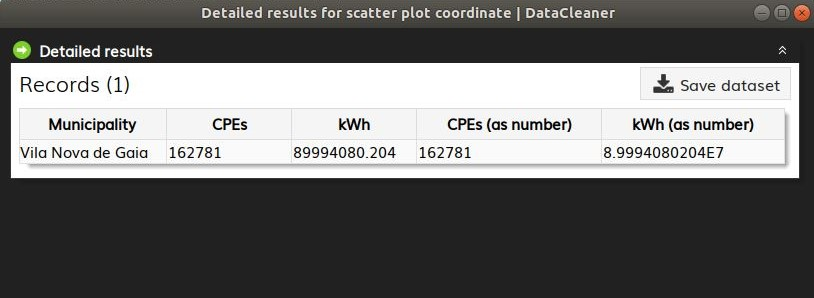 Detailed results for scatter plot coordinate | DataCleaner
Detailed results
Records (1)
Save dataset
Municipality CPEs kWh CPEs (as number) kWh (as number)
Vila Nova de Gaia 162781 89994080.204 162781 8.9994080204E7